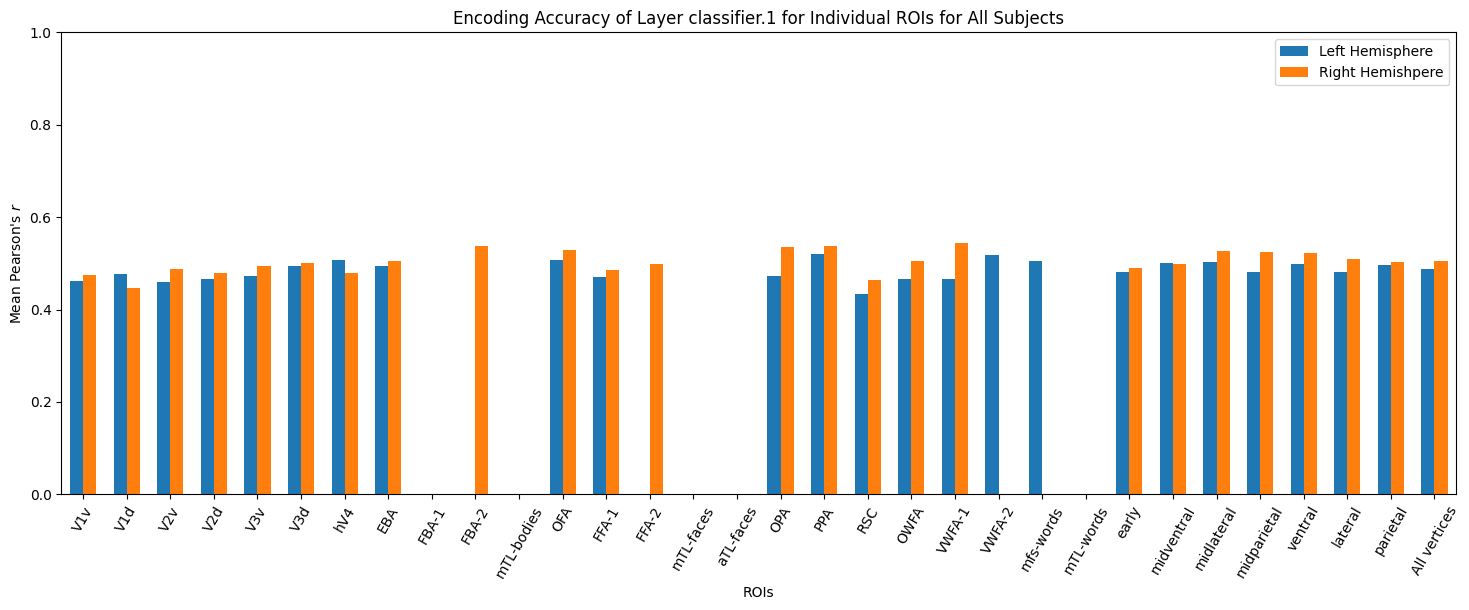 Encoding Accuracy of Layer classifier.1 for Individual ROIs for All Subjects
Left Hemisphere
Right Hemishpere
Mean Pearson's r
1.0
0.8
0.6
0.4
0.2
0.0
V1v
V1d
V2v
V2d
V3v
V3d
hV4
EBA
FBA-1
FBA-2
mTL-bodies
OFA
FFA-1
FFA-2
mTL-faces
aTL-faces
OPA
PPA
RSC
OWFA
VWFA-1
VWFA-2
mfs-words
mTL-words
early
midventral
midlateral
midparietal
ventral
lateral
parietal
All vertices
ROIs